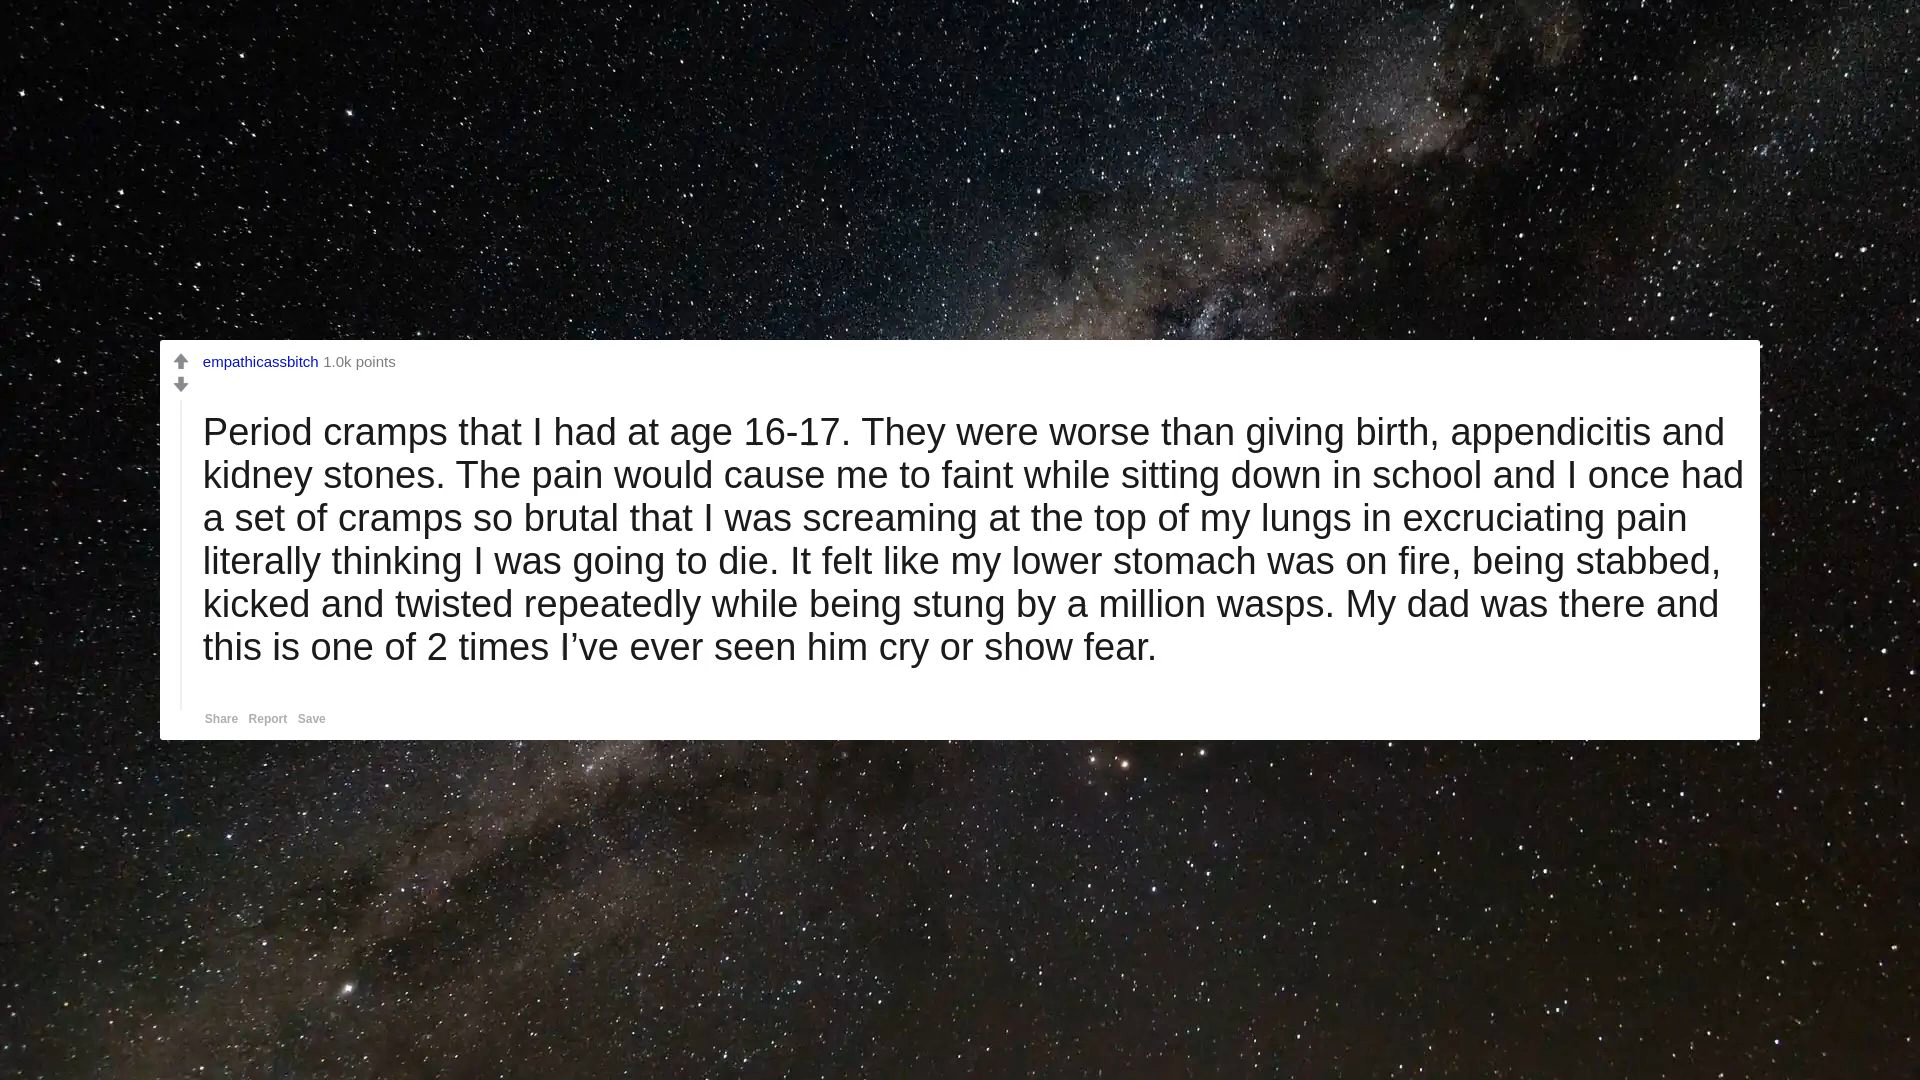 empathicassbitch 1.0k points
Period cramps that I had at age 16-17. They were worse than giving birth, appendicitis and
kidney stones. The pain would cause me to faint while sitting down in school and I once had
a set of cramps so brutal that I was screaming at the top of my lungs in excruciating pain
literally thinking I was going to die. It felt like my lower stomach was on fire, being stabbed,
kicked and twisted repeatedly while being stung by a million wasps. My dad was there and
this is one of 2 times I’ve ever seen him cry or show fear.
Share Report Save